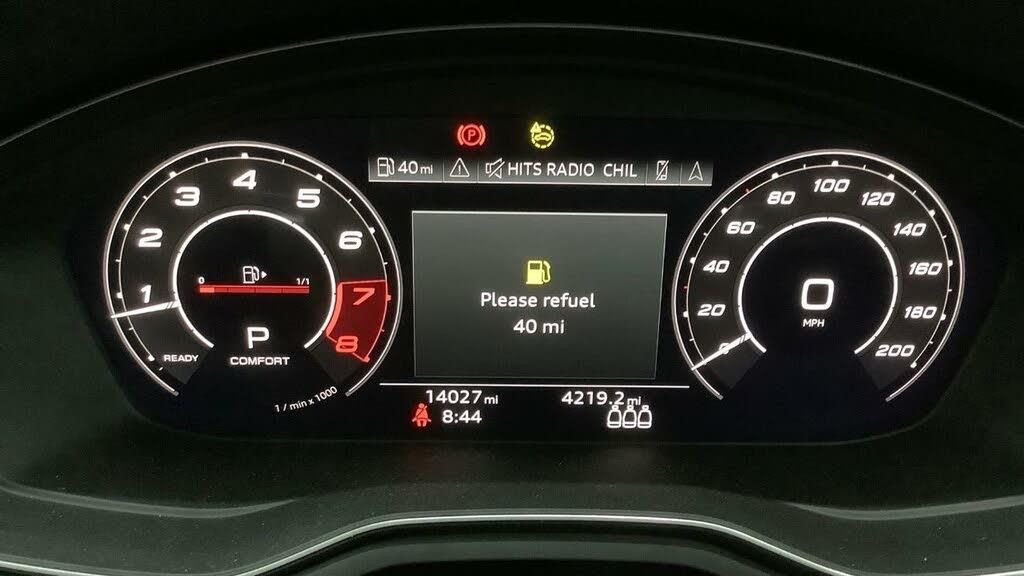 P
40 mi HITS RADIO CHIL
1 2 3 4 5 6 7 8
0 1/1
P
COMFORT
READY
1 / min x 1000
Please refuel
40 mi
14027 mi 4219.2 mi
8:44
0 20 40 60 80 100 120 140 160 180 200
0
MPH